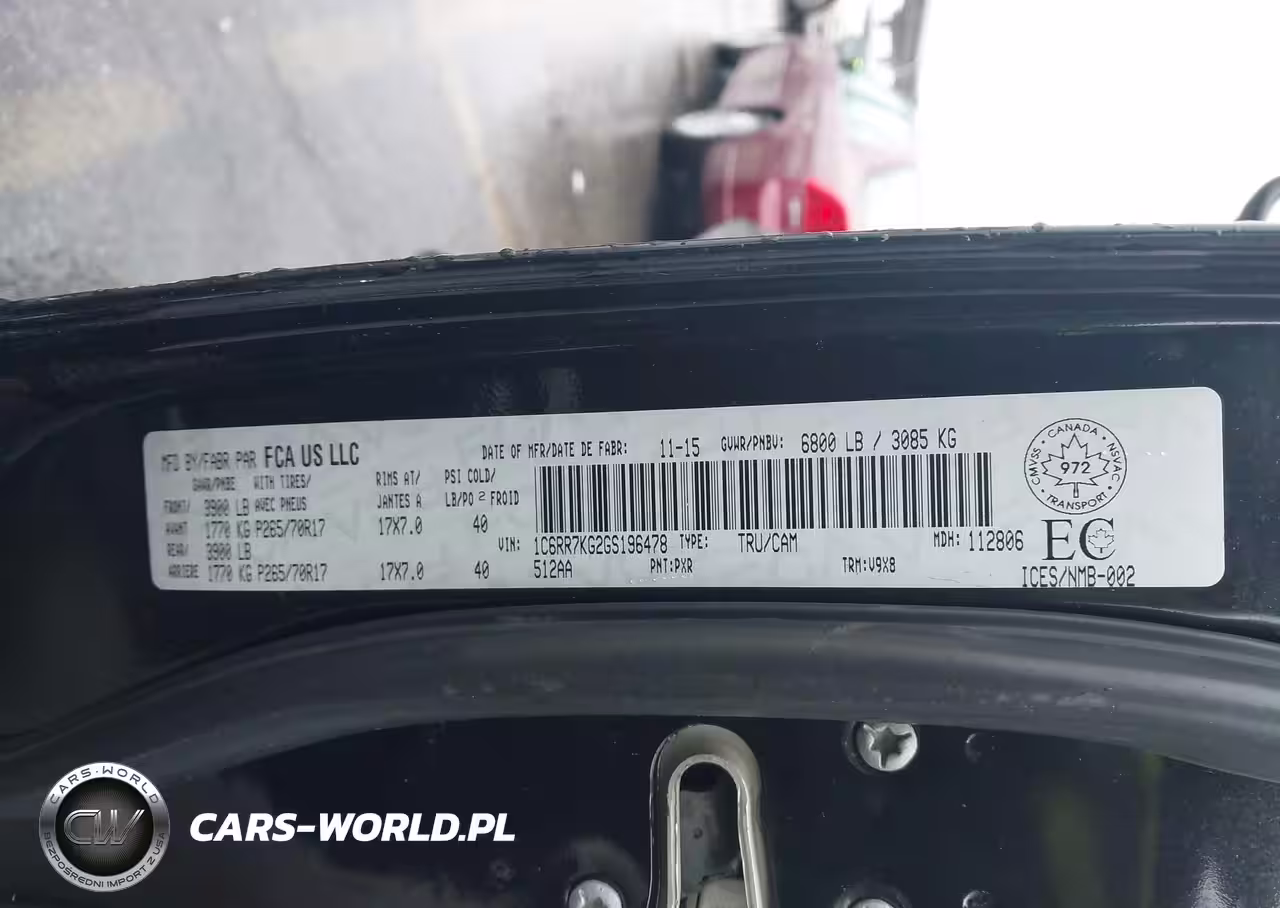 MFD BY/FABR PAR FCA US LLC
DATE OF MFR/DATE DE FABR: 11-15 GVWR/PNBV: 6800 LB / 3085 KG
GAWR/PNBE WITH TIRES/ RIMS AT/ PSI COLD/
FRONT/ 3900 LB AVEC PNEUS JANTES A LB/PO² FROID
AVANT 1770 KG P265/70R17 17X7.0 40
REAR/ 3900 LB
VIN: 1C6RR7KG2GS196478 TYPE: TRU/CAM MDH: 112806
ARRIERE 1770 KG P265/70R17 17X7.0 40
512AA PNT:PXR TRM:V9X8
CANADA
CMVSS 972 NSVAC
TRANSPORT
EC
ICES/NMB-002
CARS-WORLD
CW
BEZPOŚREDNI IMPORT Z USA
CARS-WORLD.PL